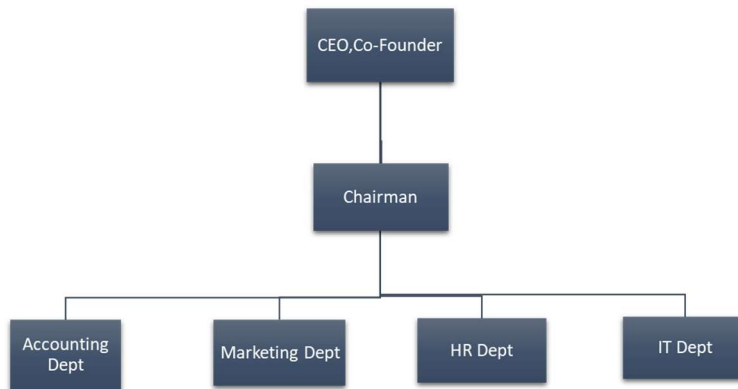 CEO,Co-Founder
Chairman
Accounting
Dept
Marketing Dept
HR Dept
IT Dept